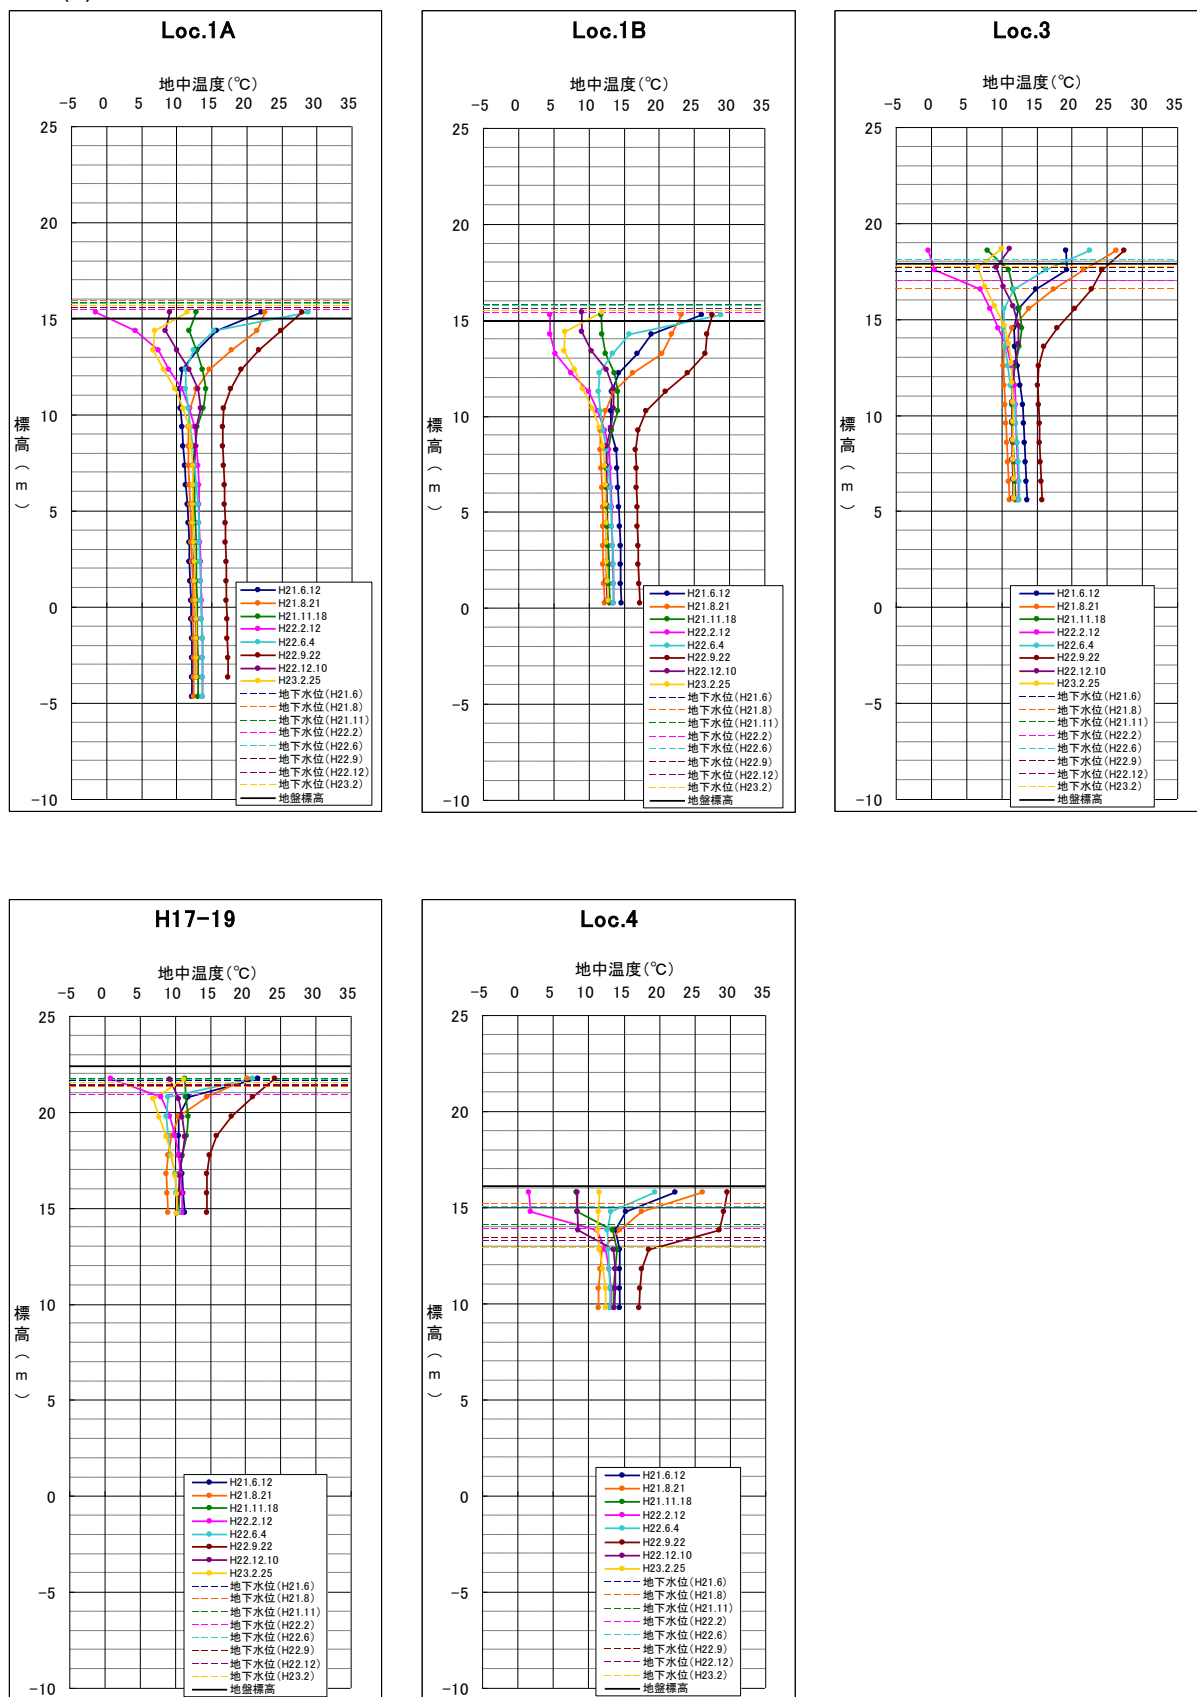 Loc.1A
地中温度(℃)
-5 0 5 10 15 20 25 30 35
25
20
15
10
5
0
-5
-10
標高(m)
H21.6.12
H21.8.21
H21.11.18
H22.2.12
H22.6.4
H22.9.22
H22.12.10
H23.2.25
地下水位(H21.6)
地下水位(H21.8)
地下水位(H21.11)
地下水位(H22.2)
地下水位(H22.6)
地下水位(H22.9)
地下水位(H22.12)
地下水位(H23.2)
地盤標高
Loc.1B
地中温度(℃)
-5 0 5 10 15 20 25 30 35
25
20
15
10
5
0
-5
-10
標高(m)
H21.6.12
H21.8.21
H21.11.18
H22.2.12
H22.6.4
H22.9.22
H22.12.10
H23.2.25
地下水位(H21.6)
地下水位(H21.8)
地下水位(H21.11)
地下水位(H22.2)
地下水位(H22.6)
地下水位(H22.9)
地下水位(H22.12)
地下水位(H23.2)
地盤標高
Loc.3
地中温度(℃)
-5 0 5 10 15 20 25 30 35
25
20
15
10
5
0
-5
-10
標高(m)
H21.6.12
H21.8.21
H21.11.18
H22.2.12
H22.6.4
H22.9.22
H22.12.10
H23.2.25
地下水位(H21.6)
地下水位(H21.8)
地下水位(H21.11)
地下水位(H22.2)
地下水位(H22.6)
地下水位(H22.9)
地下水位(H22.12)
地下水位(H23.2)
地盤標高
H17-19
地中温度(℃)
-5 0 5 10 15 20 25 30 35
25
20
15
10
5
0
-5
-10
標高(m)
H21.6.12
H21.8.21
H21.11.18
H22.2.12
H22.6.4
H22.9.22
H22.12.10
H23.2.25
地下水位(H21.6)
地下水位(H21.8)
地下水位(H21.11)
地下水位(H22.2)
地下水位(H22.6)
地下水位(H22.9)
地下水位(H22.12)
地下水位(H23.2)
地盤標高
Loc.4
地中温度(℃)
-5 0 5 10 15 20 25 30 35
25
20
15
10
5
0
-5
-10
標高(m)
H21.6.12
H21.8.21
H21.11.18
H22.2.12
H22.6.4
H22.9.22
H22.12.10
H23.2.25
地下水位(H21.6)
地下水位(H21.8)
地下水位(H21.11)
地下水位(H22.2)
地下水位(H22.6)
地下水位(H22.9)
地下水位(H22.12)
地下水位(H23.2)
地盤標高